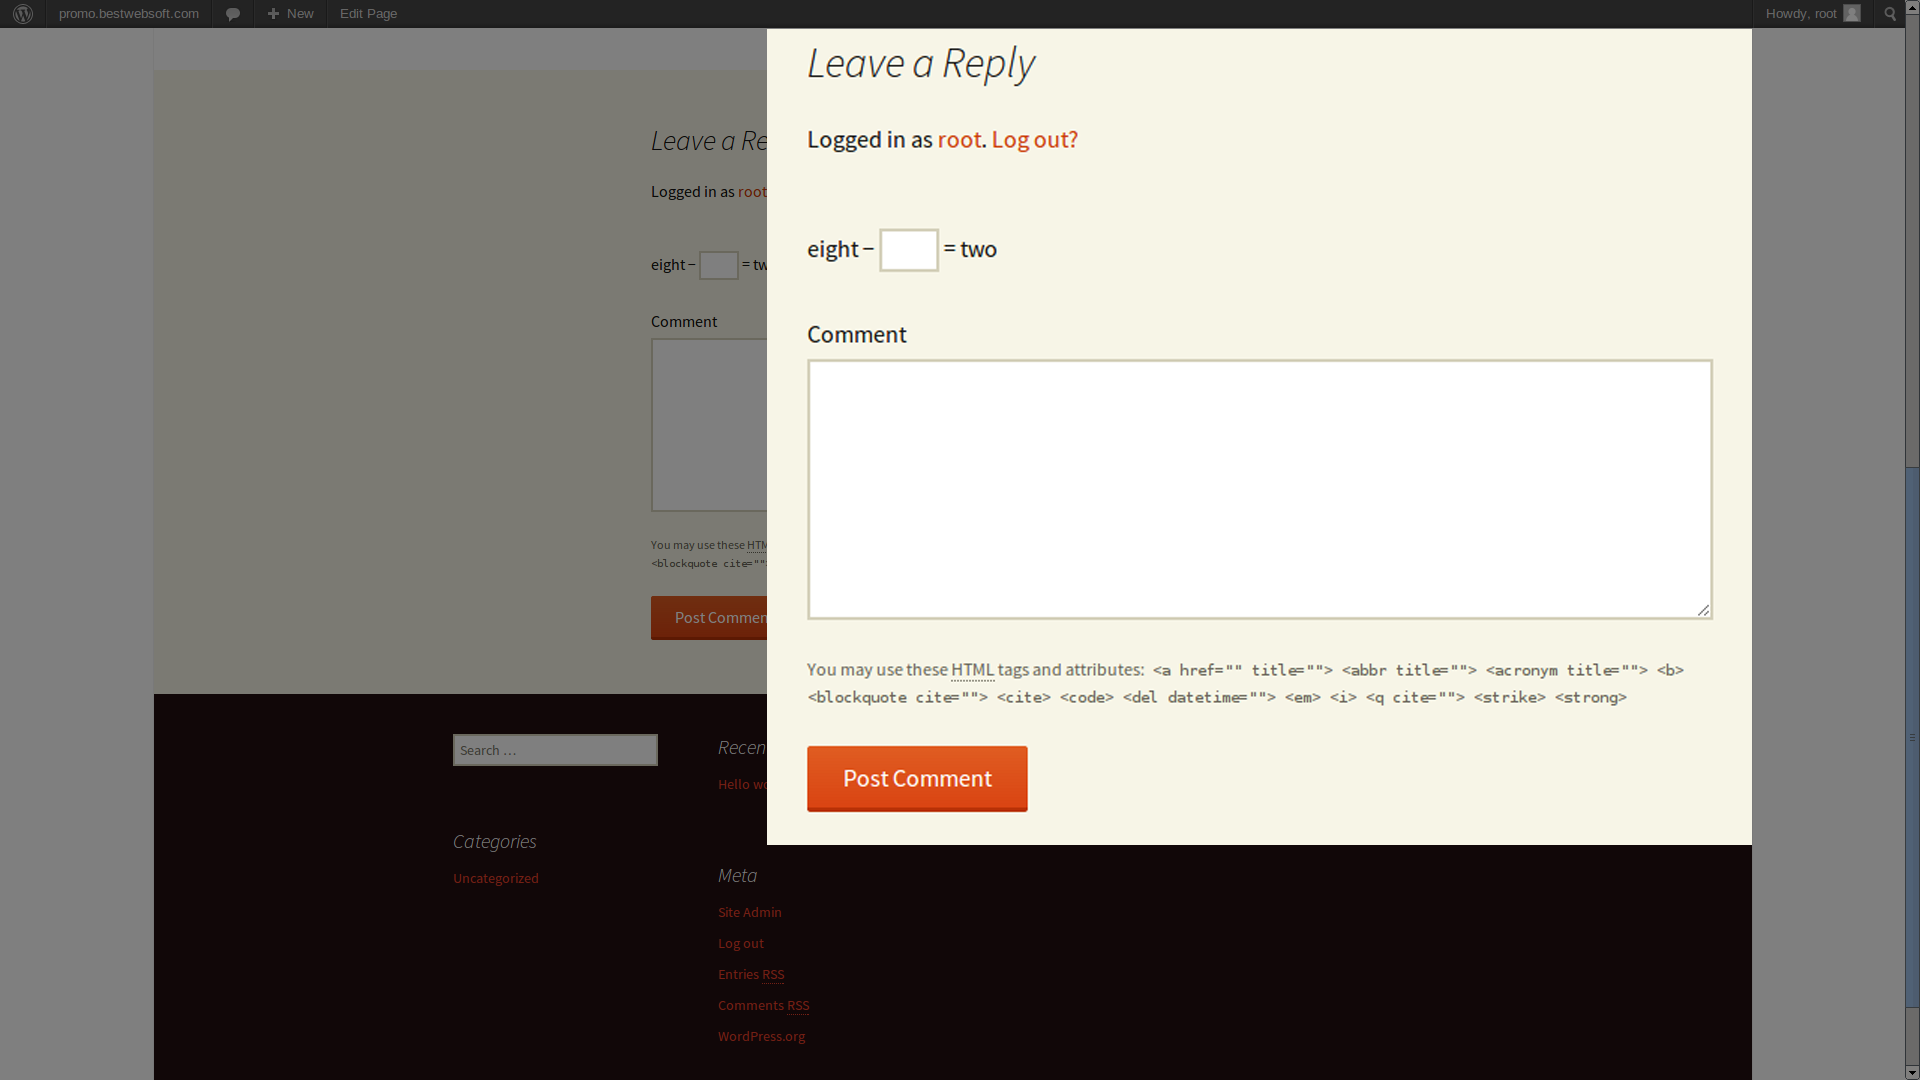 promo.bestwebsoft.com New Edit Page Howdy, root
Leave a Reply
Logged in as root. Log out?
eight – = two
Comment
You may use these HTML tags and attributes: <a href="" title=""> <abbr title=""> <acronym title=""> <b>
<blockquote cite=""> <cite> <code> <del datetime=""> <em> <i> <q cite=""> <strike> <strong>
Post Comment
Leave a Re
Logged in as root
eight – = tw
Comment
You may use these HTM
<blockquote cite=""
Post Commen
Search …
Categories
Uncategorized
Recen
Hello wo
Meta
Site Admin
Log out
Entries RSS
Comments RSS
WordPress.org